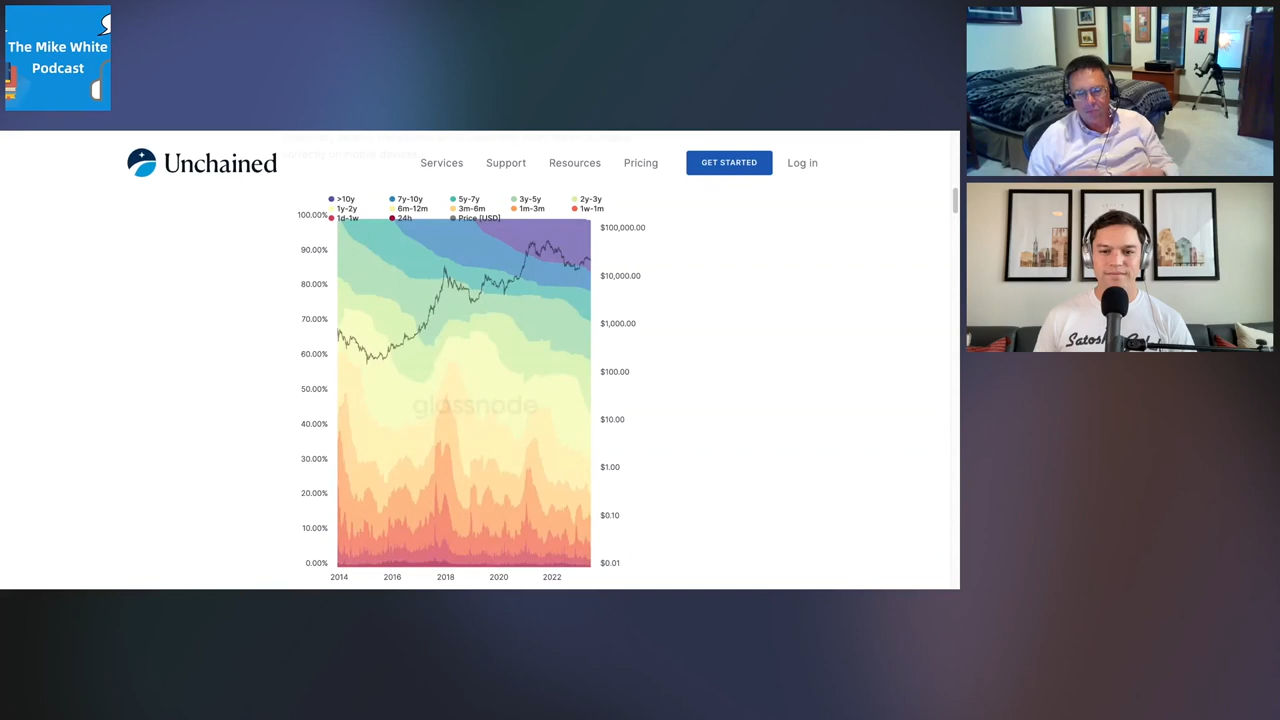 The Mike White
Podcast
Unchained
Services
Support
Resources
Pricing
GET STARTED
Log in
>10y
7y-10y
5y-7y
3y-5y
2y-3y
1y-2y
6m-12m
3m-6m
1m-3m
1w-1m
1d-1w
24h
Price [USD]
100.00%
90.00%
80.00%
70.00%
60.00%
50.00%
40.00%
30.00%
20.00%
10.00%
0.00%
$100,000.00
$10,000.00
$1,000.00
$100.00
$10.00
$1.00
$0.10
$0.01
glassnode
2014
2016
2018
2020
2022